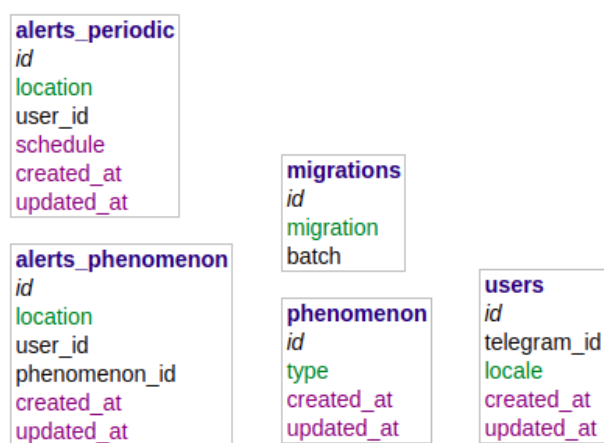 alerts_periodic
id
location
user_id
schedule
created_at
updated_at
alerts_phenomenon
id
location
user_id
phenomenon_id
created_at
updated_at
migrations
id
migration
batch
phenomenon
id
type
created_at
updated_at
users
id
telegram_id
locale
created_at
updated_at